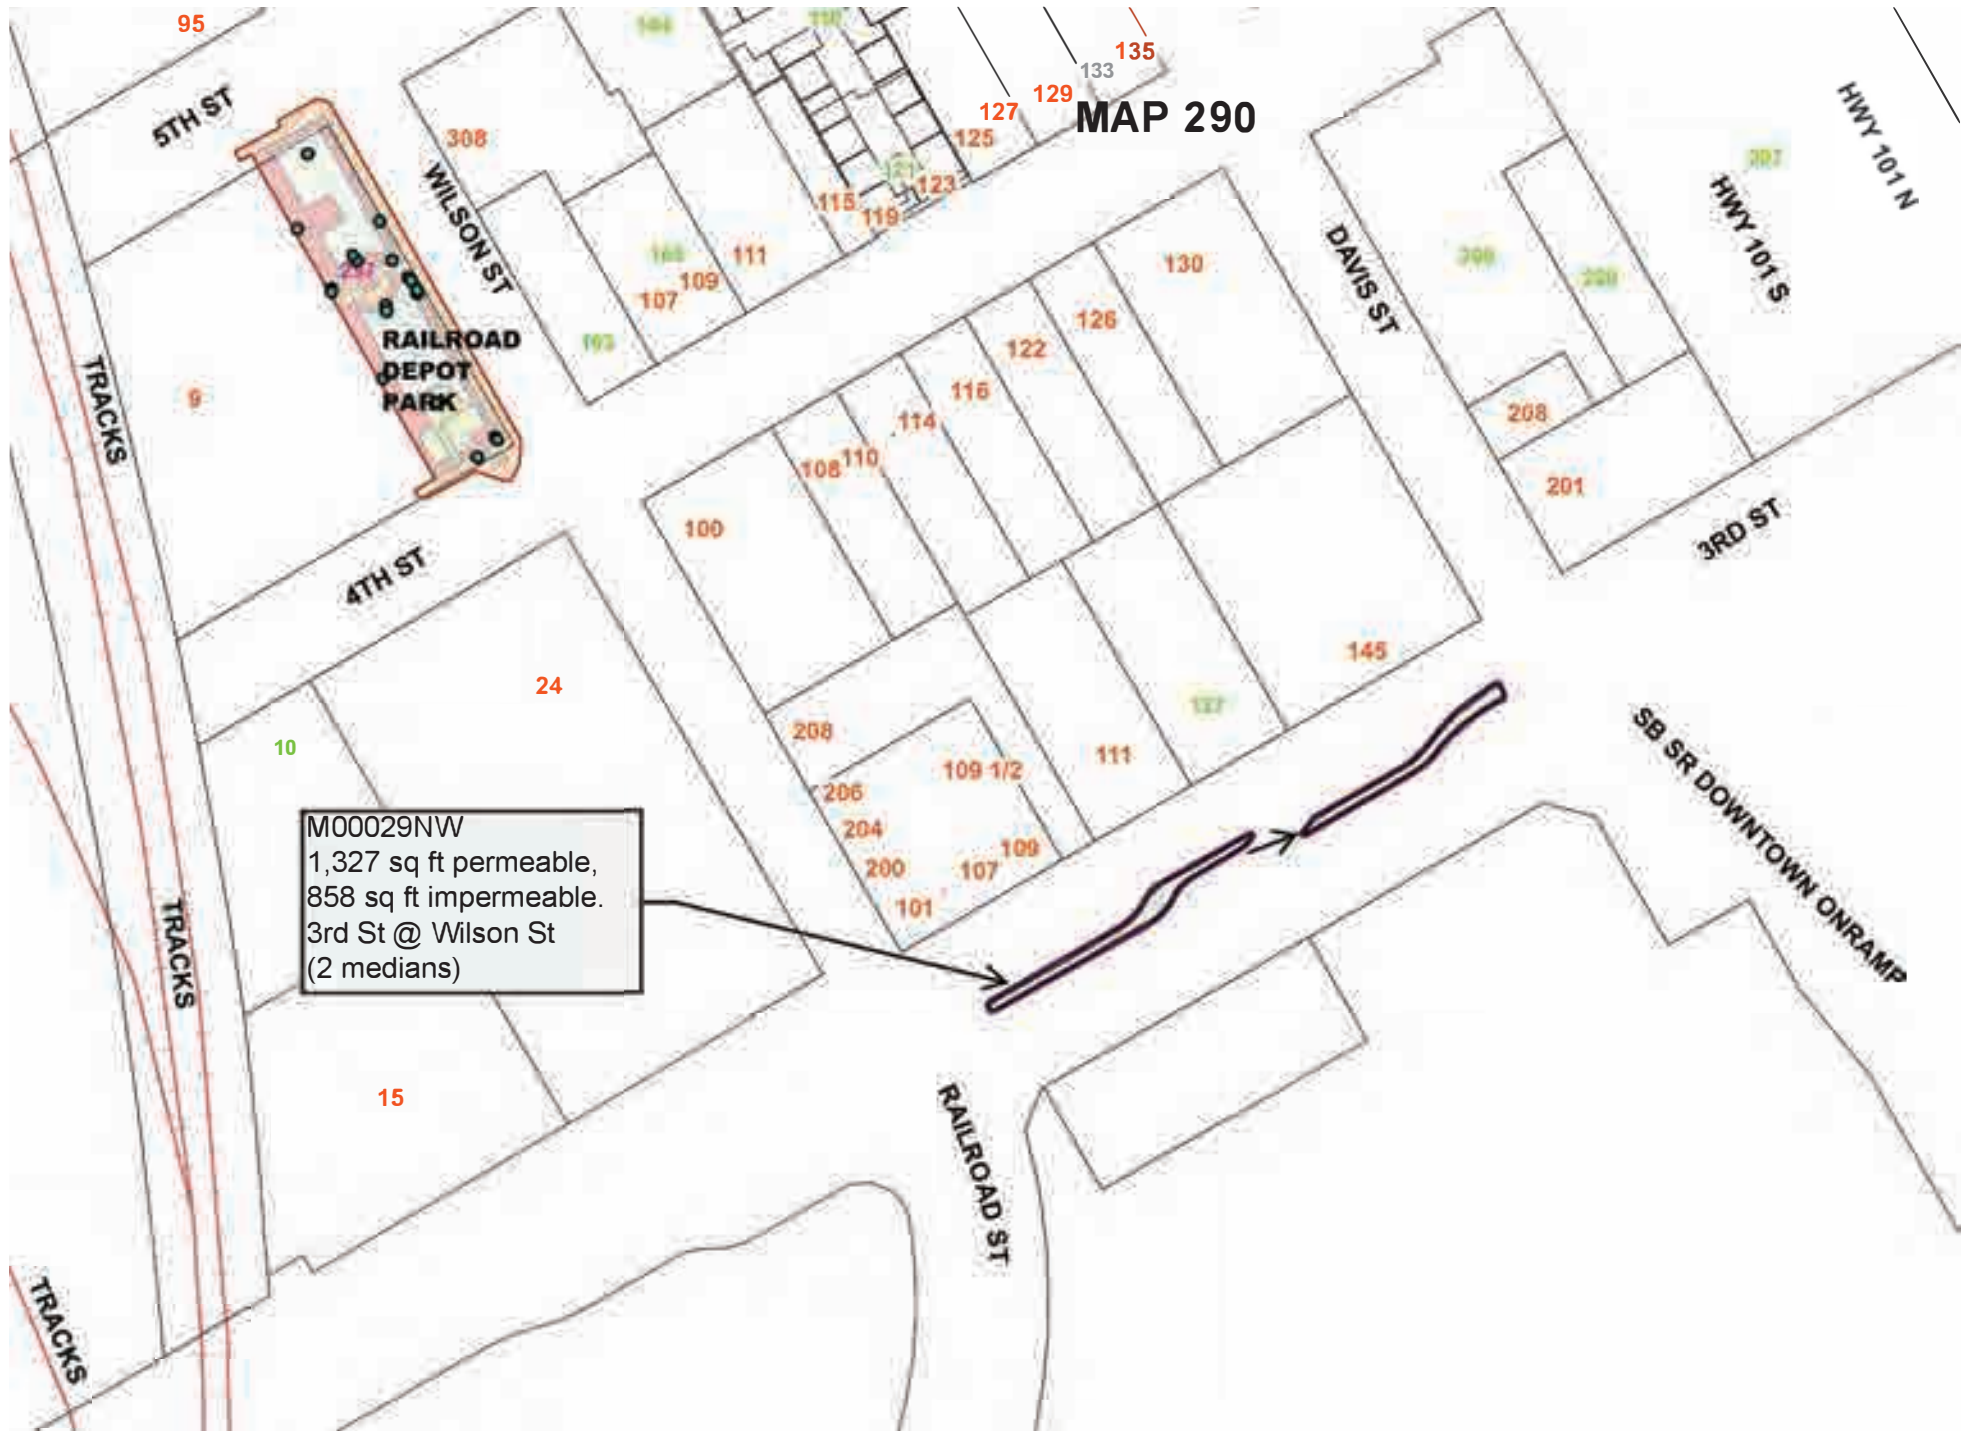 95
135
133
129
127
MAP 290
5TH ST
308
125
WILSON ST
HWY 101 N
123
115
119
HWY 101 S
111
109
107
130
DAVIS ST
RAILROAD
DEPOT
PARK
126
122
116
114
110
108
9
TRACKS
208
201
100
3RD ST
4TH ST
24
145
10
208
SB SR DOWNTOWN ONRAMP
111
109 1/2
206
204
109
107
200
101
M00029NW
1,327 sq ft permeable,
858 sq ft impermeable.
3rd St @ Wilson St
(2 medians)
TRACKS
15
RAILROAD ST
TRACKS